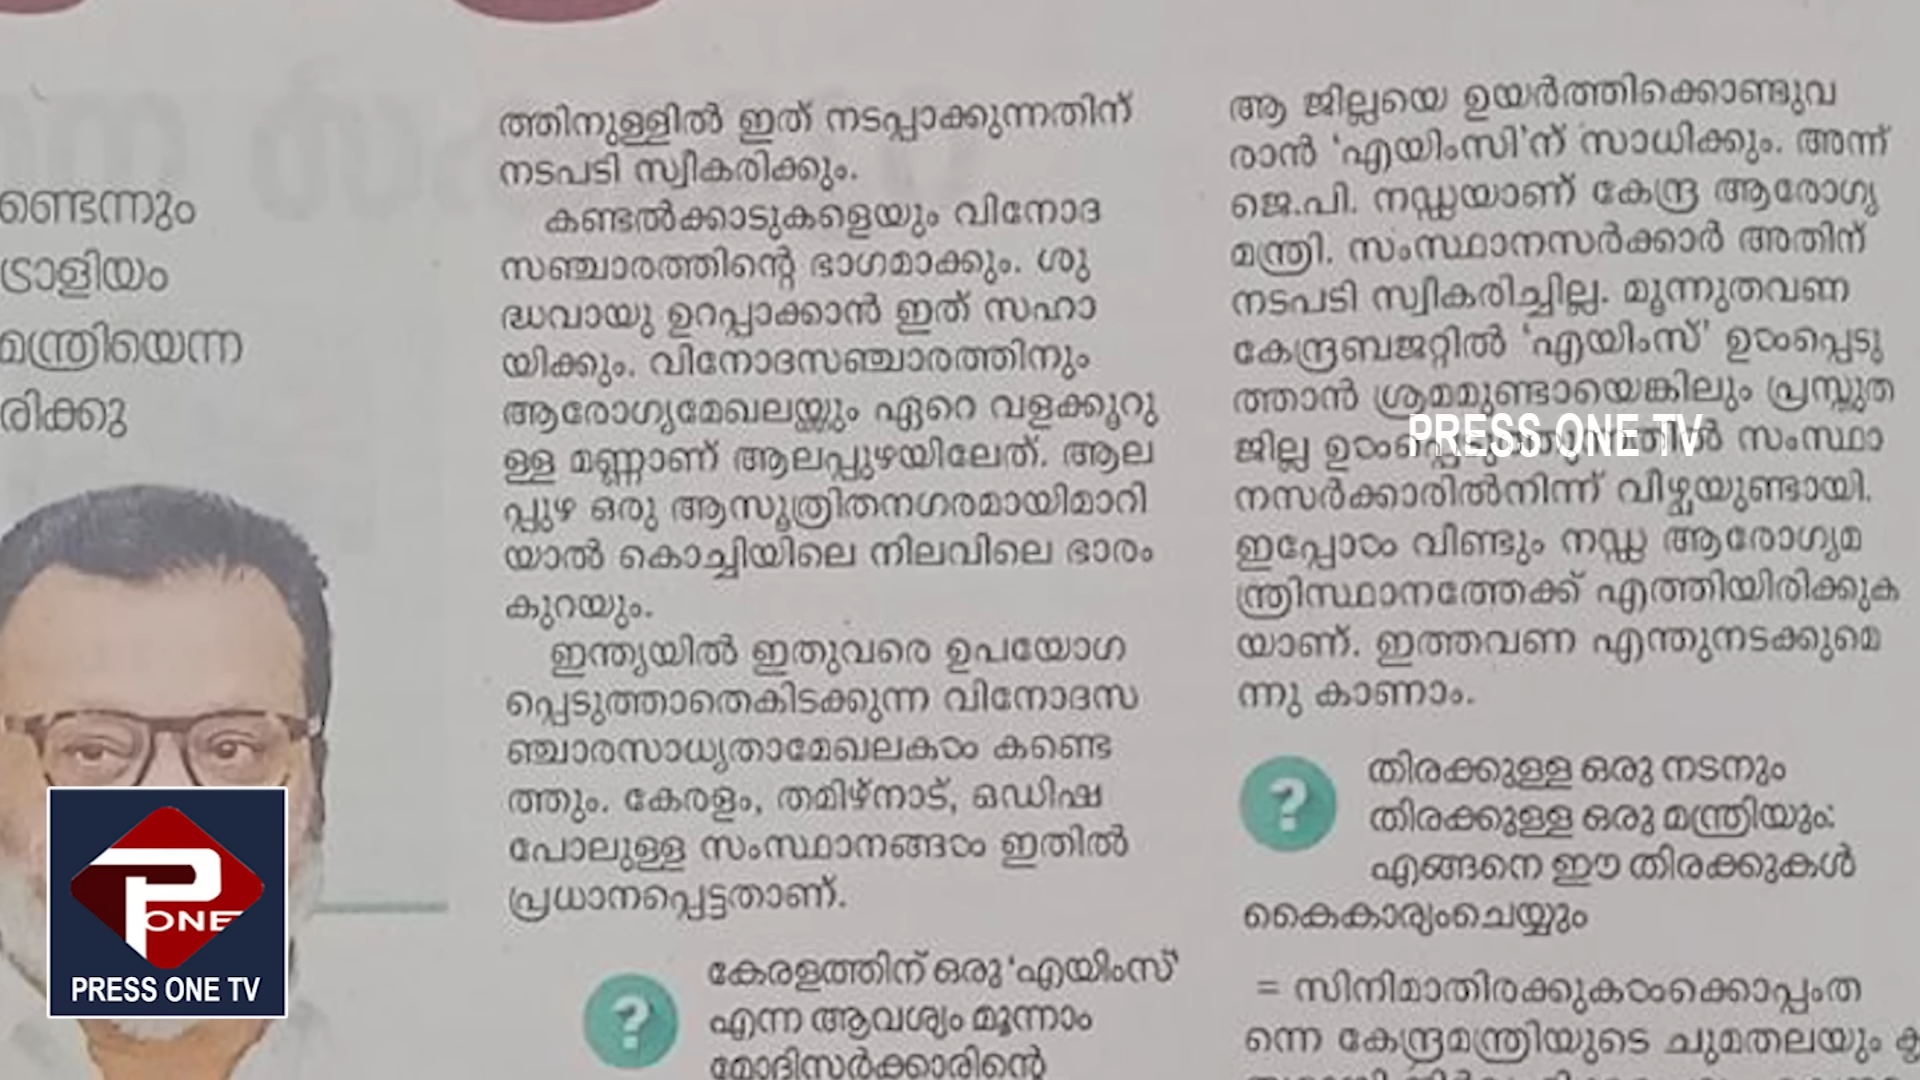 ണ്ടെന്നും
ട്രോളിയം
മന്ത്രിയെന്ന
രിക്കു
ത്തിനുള്ളിൽ ഇത് നടപ്പാക്കുന്നതിന്
നടപടി സ്വീകരിക്കും.
കണ്ടൽക്കാടുകളെയും വിനോദ
സഞ്ചാരത്തിന്റെ ഭാഗമാക്കും. ശു
ദ്ധവായു ഉറപ്പാക്കാൻ ഇത് സഹാ
യിക്കും. വിനോദസഞ്ചാരത്തിനും
ആരോഗ്യമേഖലയ്ക്കും ഏറെ വളക്കൂറു
ള്ള മണ്ണാണ് ആലപ്പുഴയിലേത്. ആല
പ്പുഴ ഒരു ആസൂത്രിതനഗരമായിമാറി
യാൽ കൊച്ചിയിലെ നിലവിലെ ഭാരം
കുറയും.
ഇന്ത്യയിൽ ഇതുവരെ ഉപയോഗ
പ്പെടുത്താതെകിടക്കുന്ന വിനോദസ
ഞ്ചാരസാധ്യതാമേഖലകൾ കണ്ടെ
ത്തും. കേരളം, തമിഴ്നാട്, ഒഡിഷ
പോലുള്ള സംസ്ഥാനങ്ങൾ ഇതിൽ
പ്രധാനപ്പെട്ടതാണ്.
? കേരളത്തിന് ഒരു ‘എയിംസ്’
എന്ന ആവശ്യം മൂന്നാം
മോദിസർക്കാരിന്റെ
ആ ജില്ലയെ ഉയർത്തിക്കൊണ്ടുവ
രാൻ ‘എയിംസി’ന് സാധിക്കും. അന്ന്
ജെ.പി. നഡ്ഡയാണ് കേന്ദ്ര ആരോഗ്യ
മന്ത്രി. സംസ്ഥാനസർക്കാർ അതിന്
നടപടി സ്വീകരിച്ചില്ല. മൂന്നുതവണ
കേന്ദ്രബജറ്റിൽ ‘എയിംസ്’ ഉൾപ്പെടു
ത്താൻ ശ്രമമുണ്ടായെങ്കിലും പ്രസ്തുത
ജില്ല ഉൾപ്പെടുത്തുന്നതിൽ സംസ്ഥാ
നസർക്കാരിൽനിന്ന് വീഴ്ചയുണ്ടായി.
ഇപ്പോൾ വീണ്ടും നഡ്ഡ ആരോഗ്യമ
ന്ത്രിസ്ഥാനത്തേക്ക് എത്തിയിരിക്കുക
യാണ്. ഇത്തവണ എന്തുനടക്കുമെ
ന്നു കാണാം.
? തിരക്കുള്ള ഒരു നടനും
തിരക്കുള്ള ഒരു മന്ത്രിയും:
എങ്ങനെ ഈ തിരക്കുകൾ
കൈകാര്യംചെയ്യും
= സിനിമാതിരക്കുകൾക്കൊപ്പംത
ന്നെ കേന്ദ്രമന്ത്രിയുടെ ചുമതലയും
PRESS ONE TV
P ONE
PRESS ONE TV